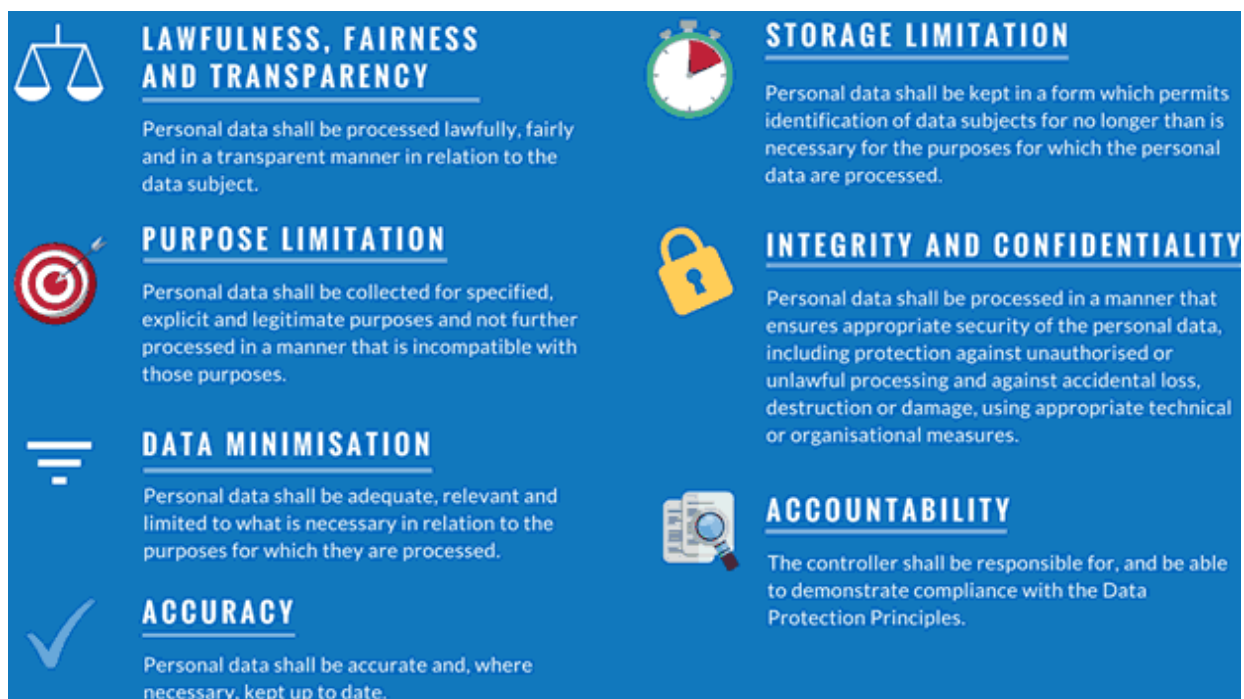 LAWFULNESS, FAIRNESS
AND TRANSPARENCY
Personal data shall be processed lawfully, fairly
and in a transparent manner in relation to the
data subject.
PURPOSE LIMITATION
Personal data shall be collected for specified,
explicit and legitimate purposes and not further
processed in a manner that is incompatible with
those purposes.
DATA MINIMISATION
Personal data shall be adequate, relevant and
limited to what is necessary in relation to the
purposes for which they are processed.
ACCURACY
Personal data shall be accurate and, where
necessary, kept up to date.
STORAGE LIMITATION
Personal data shall be kept in a form which permits
identification of data subjects for no longer than is
necessary for the purposes for which the personal
data are processed.
INTEGRITY AND CONFIDENTIALITY
Personal data shall be processed in a manner that
ensures appropriate security of the personal data,
including protection against unauthorised or
unlawful processing and against accidental loss,
destruction or damage, using appropriate technical
or organisational measures.
ACCOUNTABILITY
The controller shall be responsible for, and be able
to demonstrate compliance with the Data
Protection Principles.